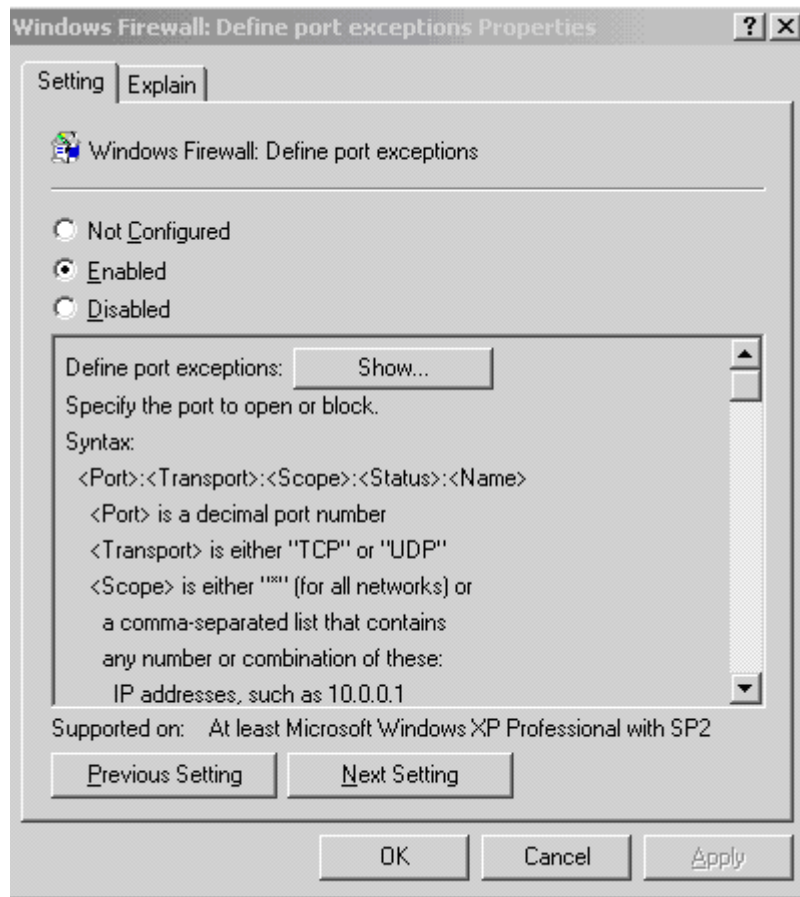 Windows Firewall: Define port exceptions Properties
Setting
Explain
Windows Firewall: Define port exceptions
Not Configured
Enabled
Disabled
Define port exceptions: Show...
Specify the port to open or block.
Syntax:
<Port>:<Transport>:<Scope>:<Status>:<Name>
<Port> is a decimal port number
<Transport> is either "TCP" or "UDP"
<Scope> is either "*" (for all networks) or
a comma-separated list that contains
any number or combination of these:
IP addresses, such as 10.0.0.1
Supported on: At least Microsoft Windows XP Professional with SP2
Previous Setting
Next Setting
OK
Cancel
Apply